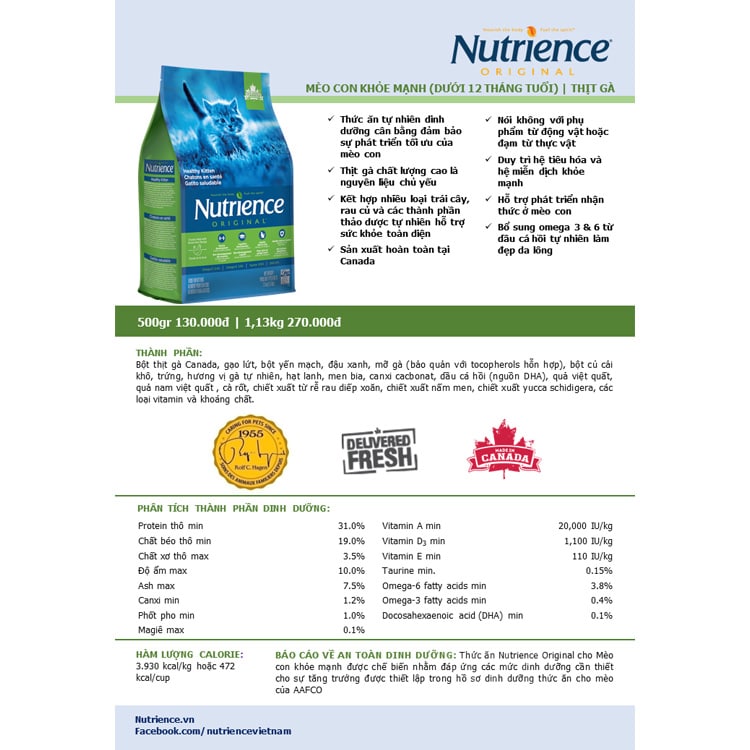 Nourish the body. Fuel the spirit.™
Nutrience®
ORIGINAL
MÈO CON KHỎE MẠNH (DƯỚI 12 THÁNG TUỔI) | THỊT GÀ
Healthy Kitten
Chatons en santé
Gatito saludable
Nutrience
ORIGINAL
Nutrience
Healthy Kitten
✓ Thức ăn tự nhiên dinh
dưỡng cân bằng đảm bảo
sự phát triển tối ưu của
mèo con
✓ Thịt gà chất lượng cao là
nguyên liệu chủ yếu
✓ Kết hợp nhiều loại trái cây,
rau củ và các thành phần
thảo dược tự nhiên hỗ trợ
sức khỏe toàn diện
✓ Sản xuất hoàn toàn tại
Canada
✓ Nói không với phụ
phẩm từ động vật hoặc
đạm từ thực vật
✓ Duy trì hệ tiêu hóa và
hệ miễn dịch khỏe
mạnh
✓ Hỗ trợ phát triển nhận
thức ở mèo con
✓ Bổ sung omega 3 & 6 từ
dầu cá hồi tự nhiên làm
đẹp da lông
500gr 130.000đ | 1,13kg 270.000đ
THÀNH PHẦN:
Bột thịt gà Canada, gạo lứt, bột yến mạch, đậu xanh, mỡ gà (bảo quản với tocopherols hỗn hợp), bột củ cải
khô, trứng, hương vị gà tự nhiên, hạt lanh, men bia, canxi cacbonat, dầu cá hồi (nguồn DHA), quả việt quất,
quả nam việt quất , cà rốt, chiết xuất từ rễ rau diếp xoăn, chiết xuất nấm men, chiết xuất yucca schidigera, các
loại vitamin và khoáng chất.
CARING FOR PETS SINCE
1955
Rolf C. Hagen
SOINS DES ANIMAUX FAMILIERS DEPUIS
DELIVERED
FRESH
MADE IN
CANADA
PHÂN TÍCH THÀNH PHẦN DINH DƯỠNG:
Protein thô min 31.0% Vitamin A min 20,000 IU/kg
Chất béo thô min 19.0% Vitamin D3 min 1,100 IU/kg
Chất xơ thô max 3.5% Vitamin E min 110 IU/kg
Độ ẩm max 10.0% Taurine min. 0.15%
Ash max 7.5% Omega-6 fatty acids min 3.8%
Canxi min 1.2% Omega-3 fatty acids min 0.4%
Phốt pho min 1.0% Docosahexaenoic acid (DHA) min 0.1%
Magiê max 0.1%
HÀM LƯỢNG CALORIE:
3.930 kcal/kg hoặc 472
kcal/cup
BÁO CÁO VỀ AN TOÀN DINH DƯỠNG: Thức ăn Nutrience Original cho Mèo
con khỏe mạnh được chế biến nhằm đáp ứng các mức dinh dưỡng cần thiết
cho sự tăng trưởng được thiết lập trong hồ sơ dinh dưỡng thức ăn cho mèo
của AAFCO
Nutrience.vn
Facebook.com/nutriencevietnam